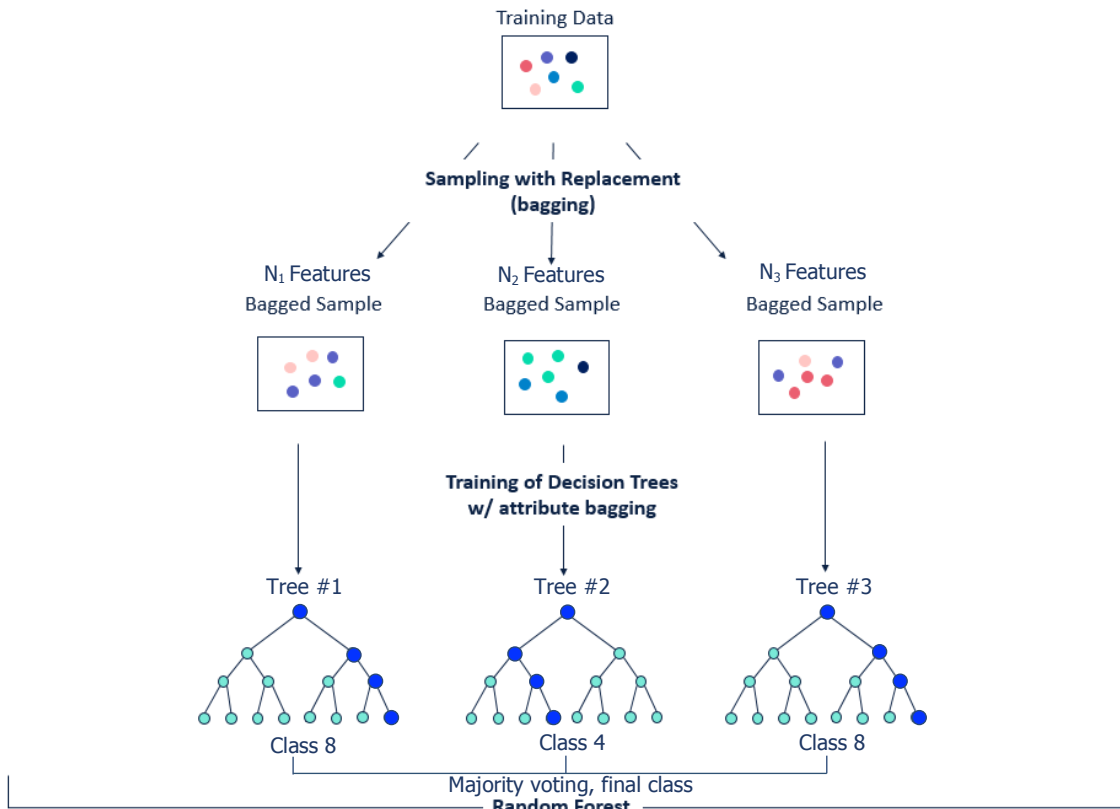 Training Data
Sampling with Replacement
(bagging)
N₁ Features
Bagged Sample
N₂ Features
Bagged Sample
N₃ Features
Bagged Sample
Training of Decision Trees
w/ attribute bagging
Tree #1
Tree #2
Tree #3
Class 8
Class 4
Class 8
Majority voting, final class
Random Forest